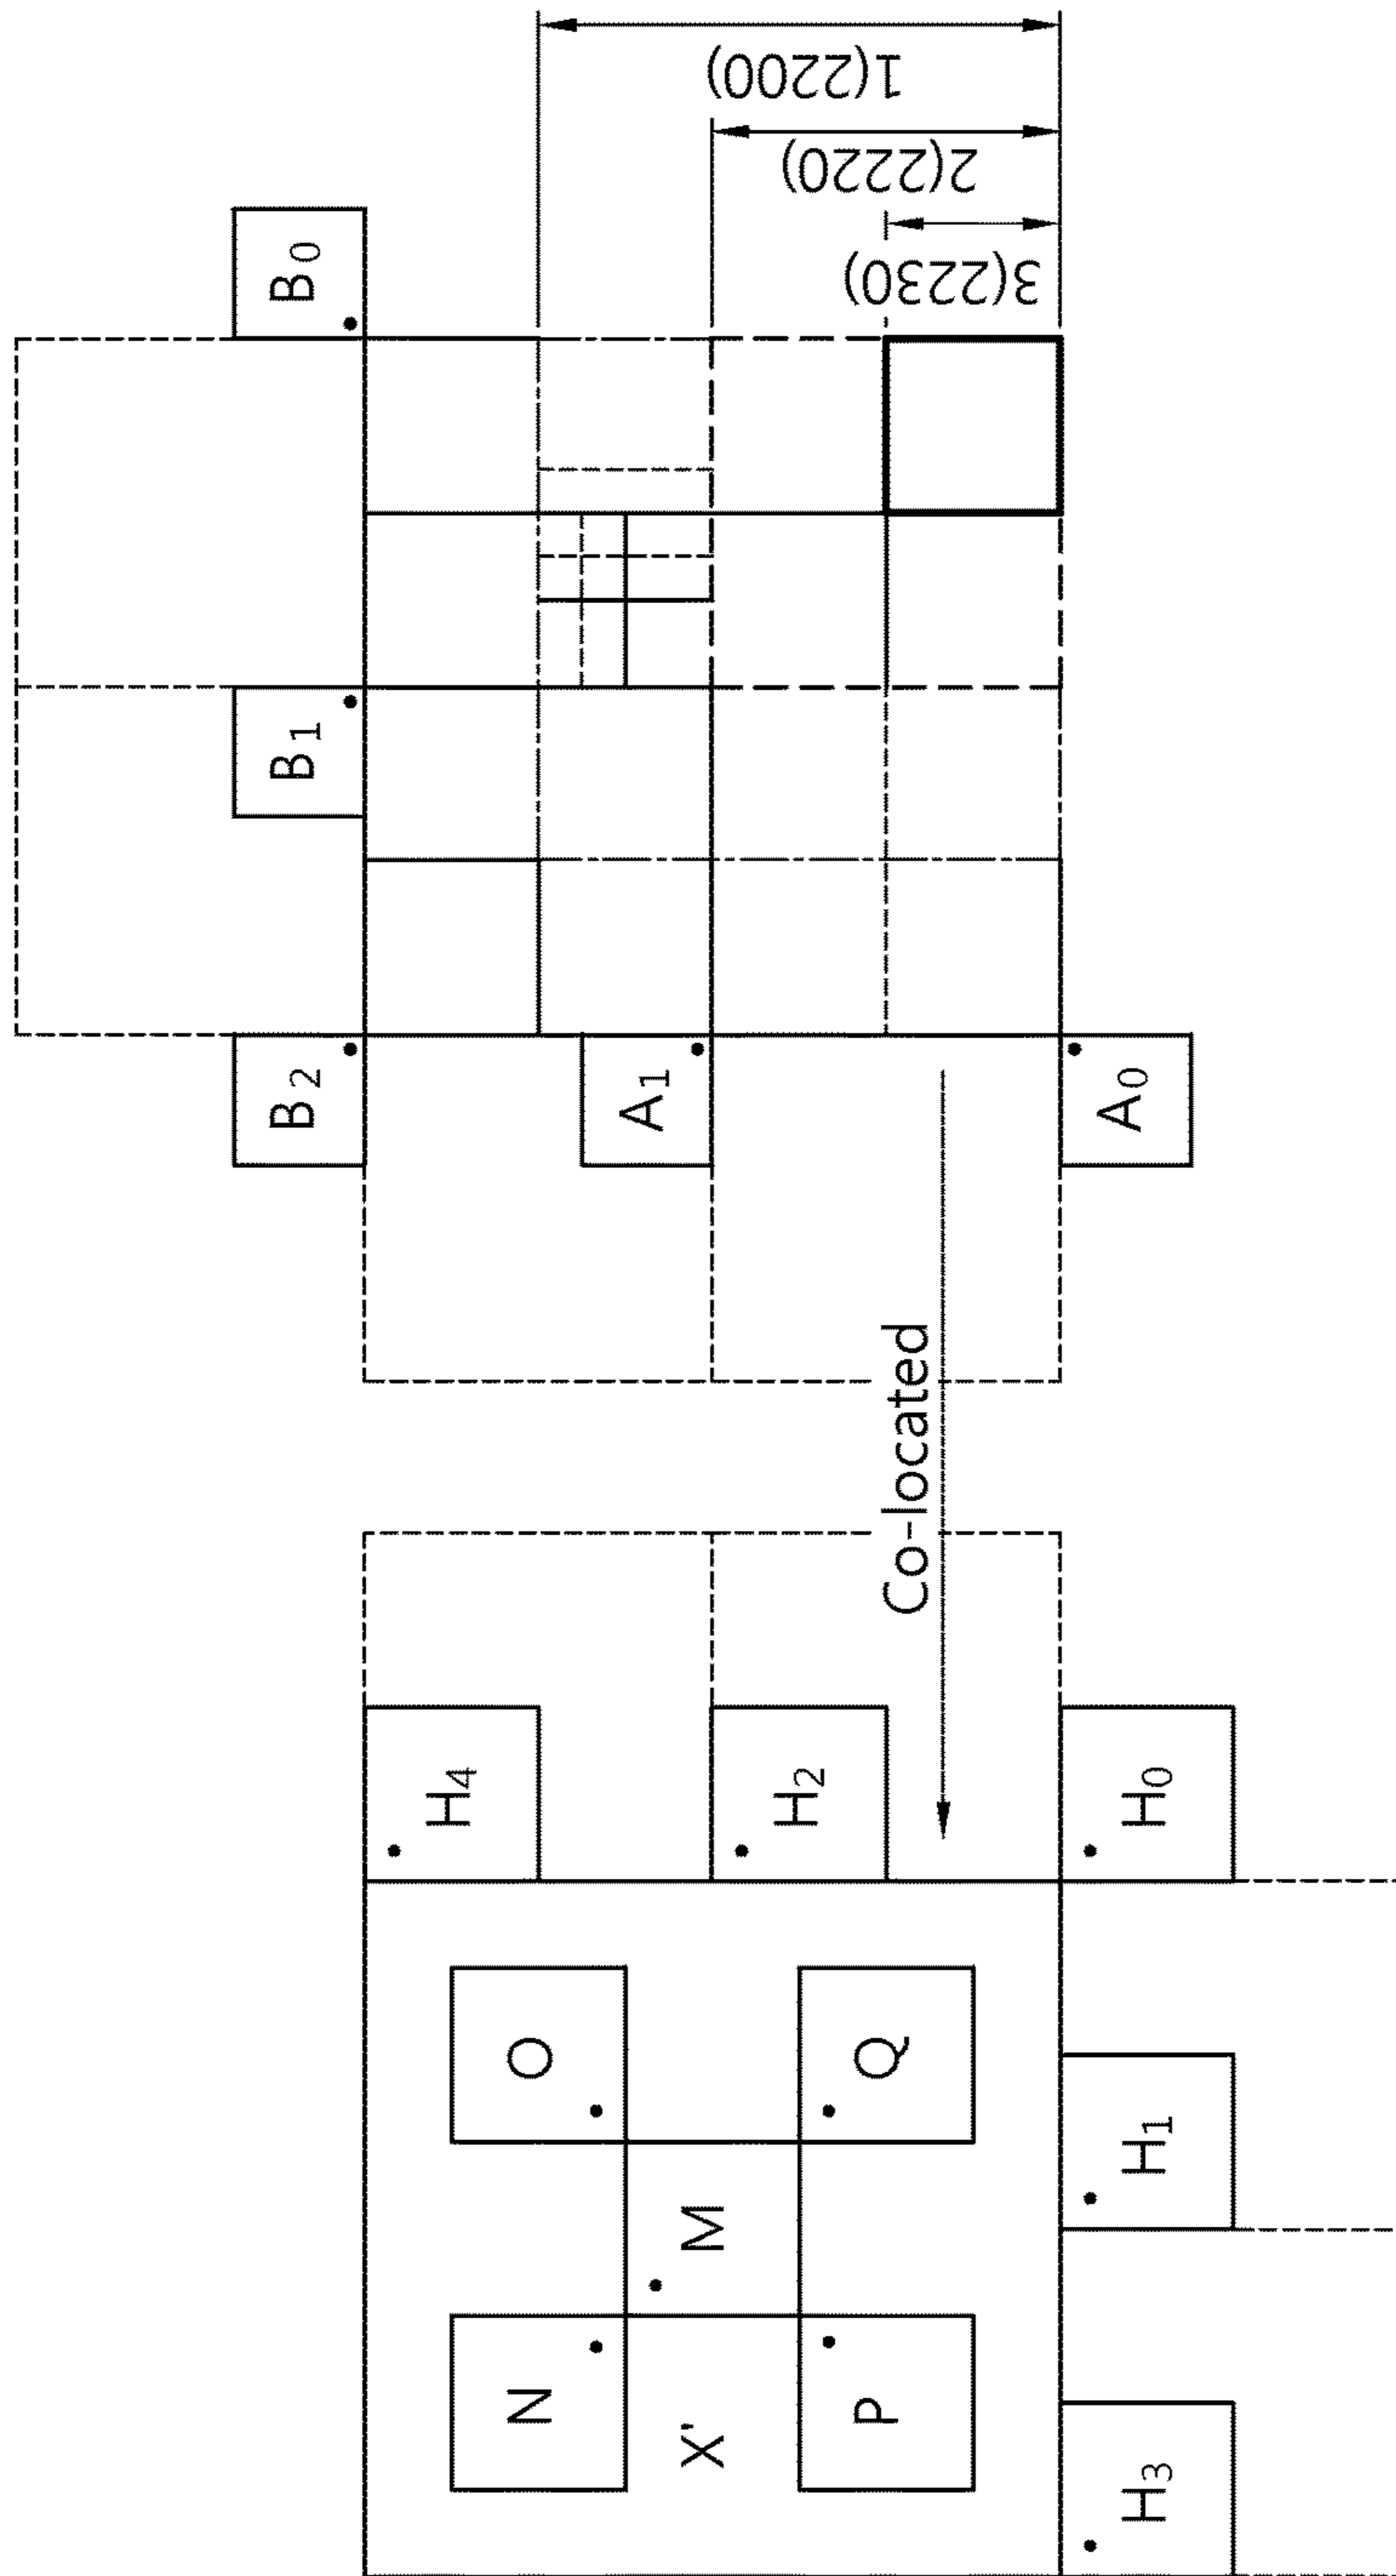 1(2200)
2(2220)
3(2230)
B0
B1
B2
A1
A0
Co-located
H4
H2
H0
O
Q
M
H1
N
X'
P
H3